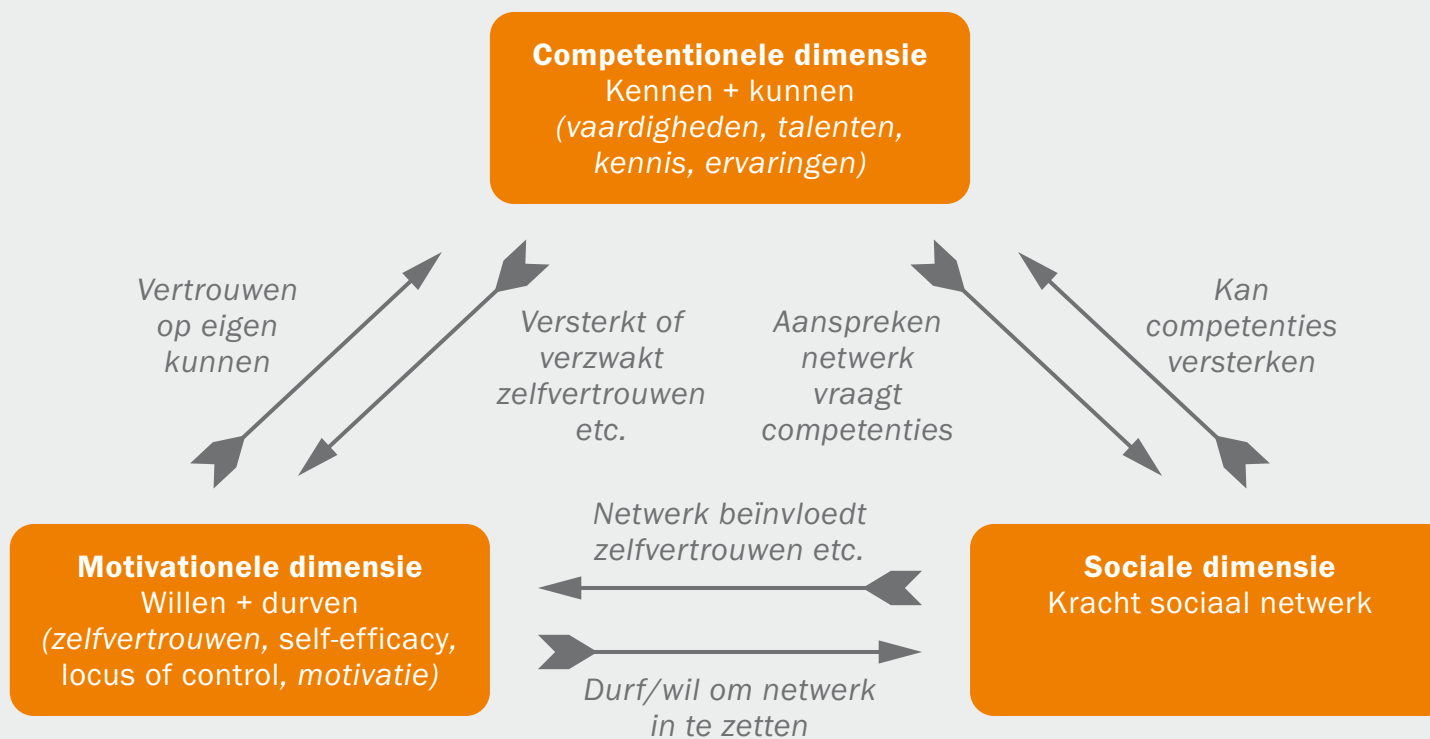 Competentionele dimensie
Kennen + kunnen
(vaardigheden, talenten,
kennis, ervaringen)
Vertrouwen
op eigen
kunnen
Versterkt of
verzwakt
zelfvertrouwen
etc.
Aanspreken
netwerk
vraagt
competenties
Kan
competenties
versterken
Motivationele dimensie
Willen + durven
(zelfvertrouwen, self-efficacy,
locus of control, motivatie)
Netwerk beïnvloedt
zelfvertrouwen etc.
Durf/wil om netwerk
in te zetten
Sociale dimensie
Kracht sociaal netwerk